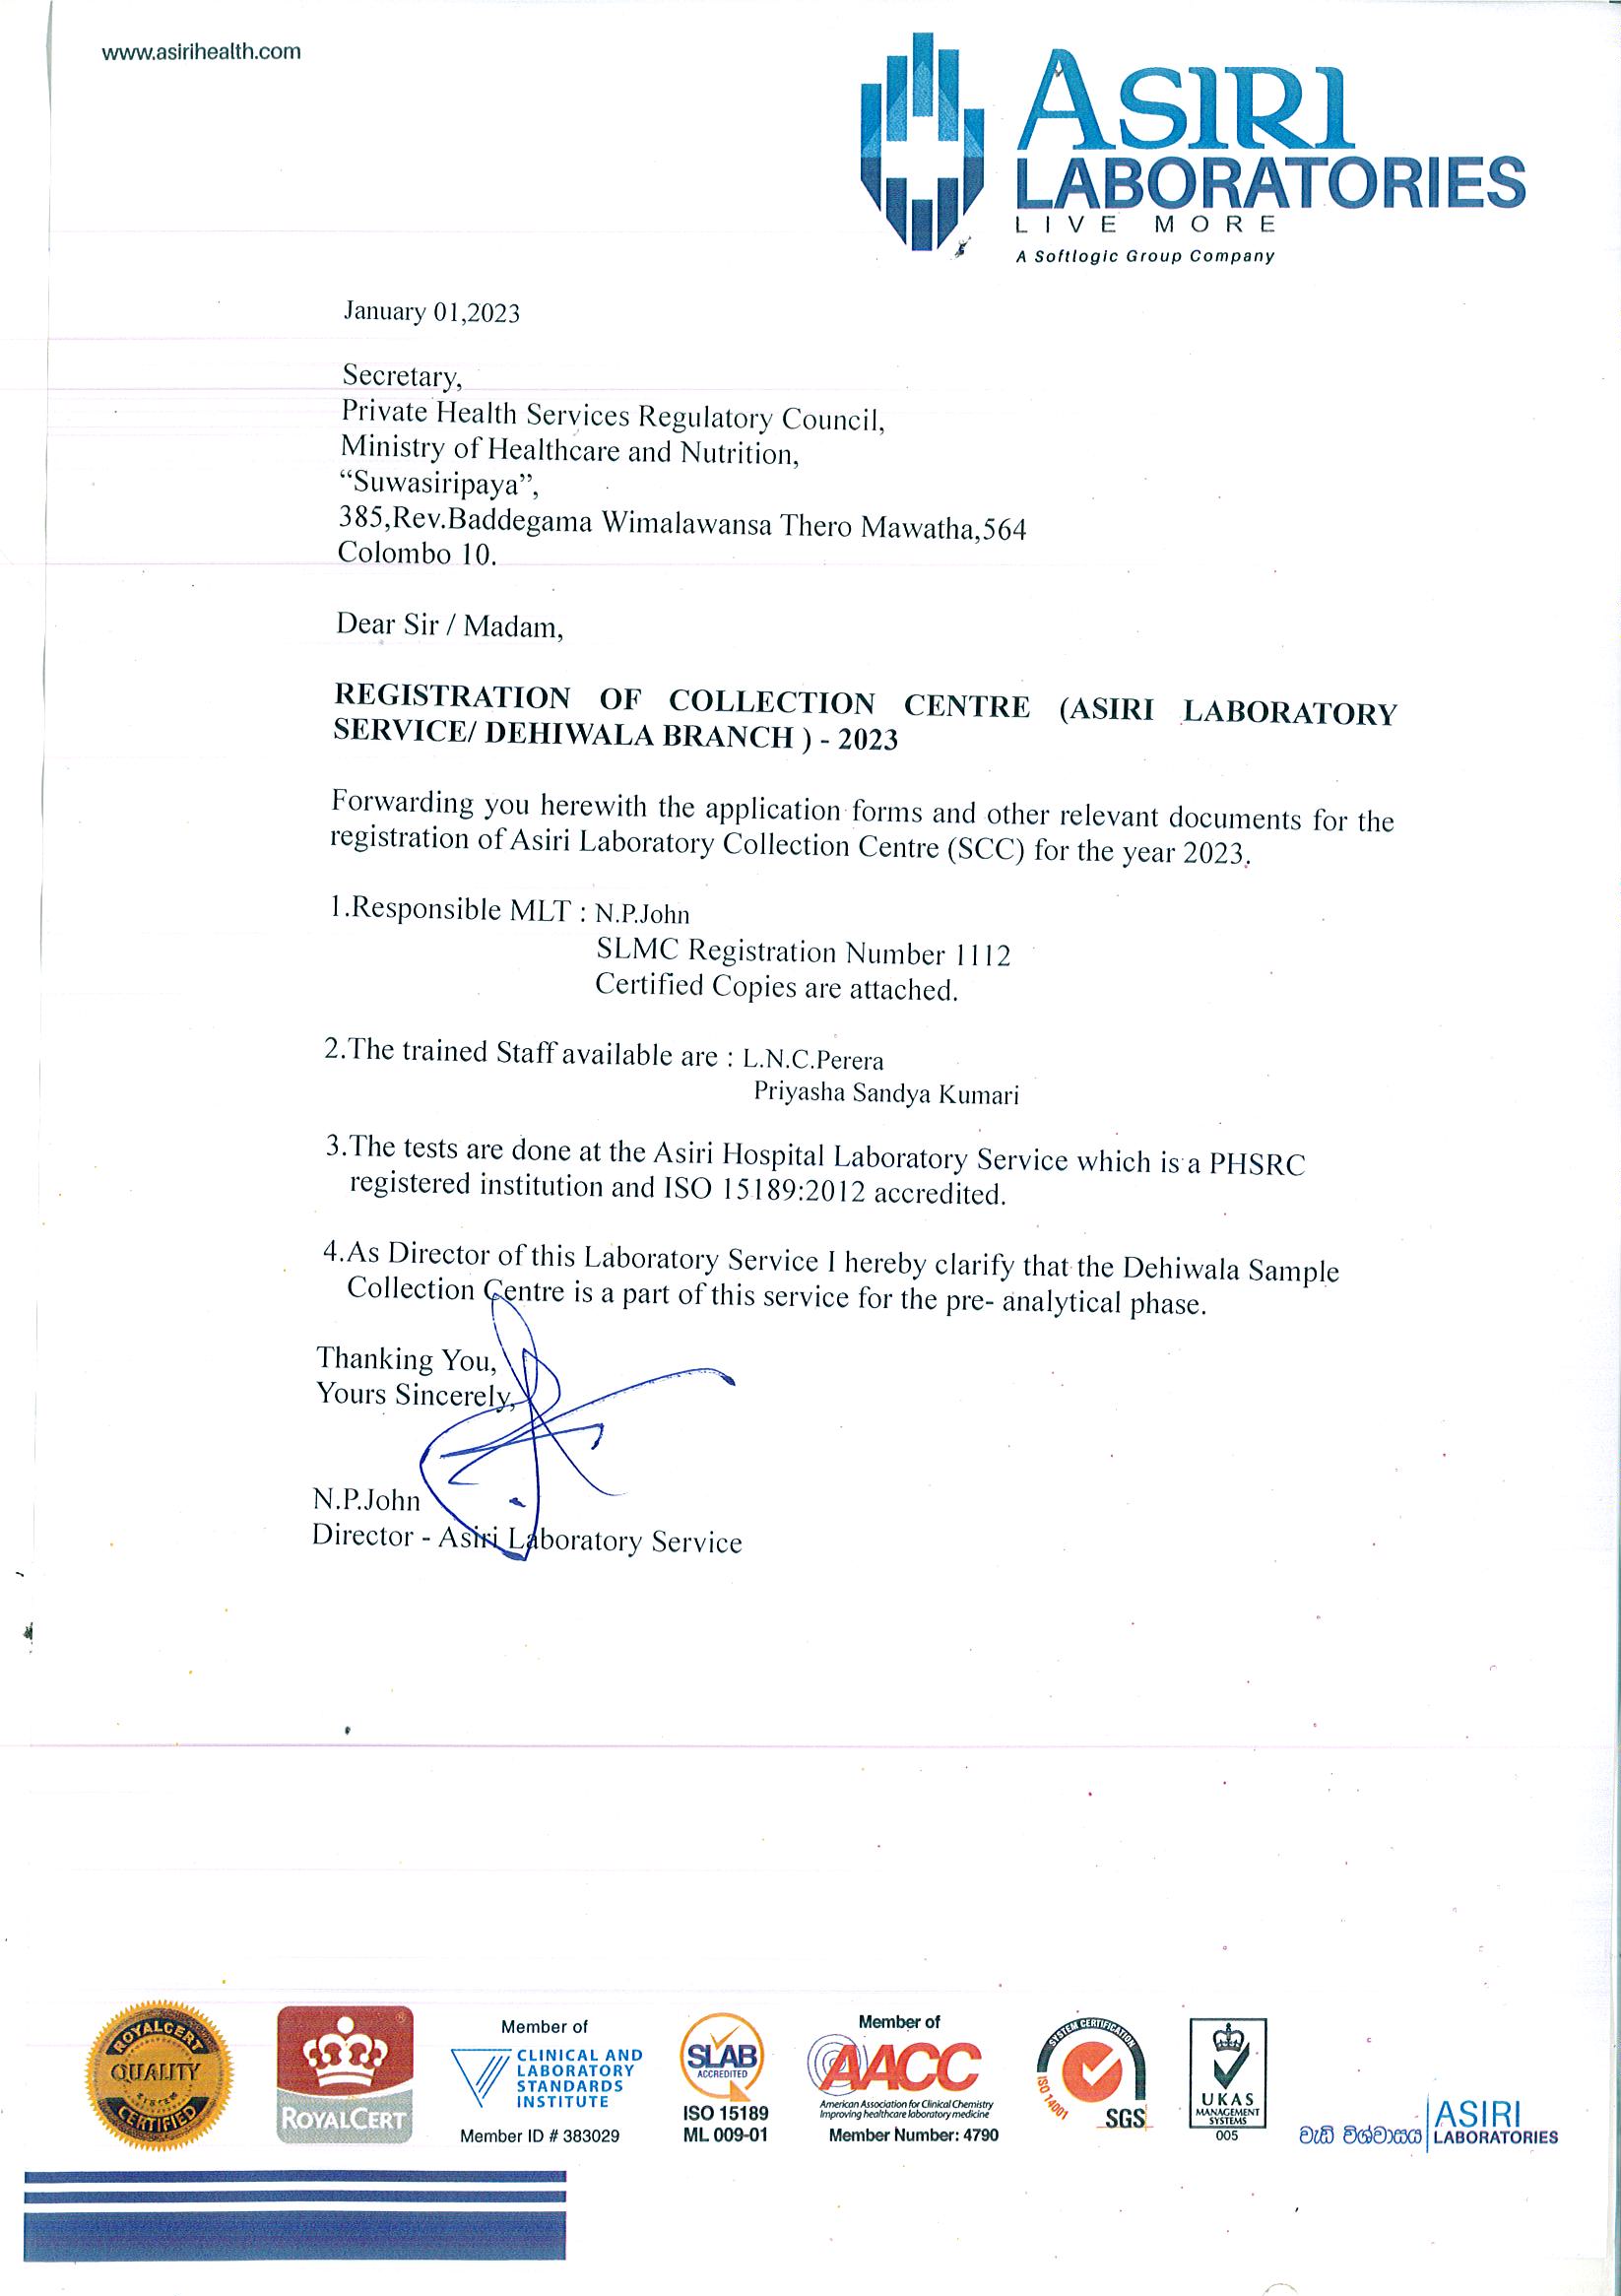 www.asirihealth.com
ASIRI
LABORATORIES
LIVE MORE
A Softlogic Group Company
January 01,2023
Secretary,
Private Health Services Regulatory Council,
Ministry of Healthcare and Nutrition,
“Suwasiripaya”,
385,Rev.Baddegama Wimalawansa Thero Mawatha,564
Colombo 10.
Dear Sir / Madam,
REGISTRATION OF COLLECTION CENTRE (ASIRI LABORATORY
SERVICE/ DEHIWALA BRANCH ) - 2023
Forwarding you herewith the application forms and other relevant documents for the
registration of Asiri Laboratory Collection Centre (SCC) for the year 2023.
1.Responsible MLT : N.P.John
SLMC Registration Number 1112
Certified Copies are attached.
2.The trained Staff available are : L.N.C.Perera
Priyasha Sandya Kumari
3.The tests are done at the Asiri Hospital Laboratory Service which is a PHSRC
registered institution and ISO 15189:2012 accredited.
4.As Director of this Laboratory Service I hereby clarify that the Dehiwala Sample
Collection Centre is a part of this service for the pre- analytical phase.
Thanking You,
Yours Sincerely,
N.P.John
Director - Asiri Laboratory Service
ROYALCERT
QUALITY
CERTIFIED
ROYALCERT
Member of
CLINICAL AND
LABORATORY
STANDARDS
INSTITUTE
Member ID # 383029
SLAB
ACCREDITED
ISO 15189
ML 009-01
Member of
AACC
American Association for Clinical Chemistry
Improving healthcare laboratory medicine
Member Number: 4790
SYSTEM CERTIFICATION
ISO 14001
SGS
UKAS
MANAGEMENT
SYSTEMS
005
වැඩි විශ්වාසය
ASIRI
LABORATORIES